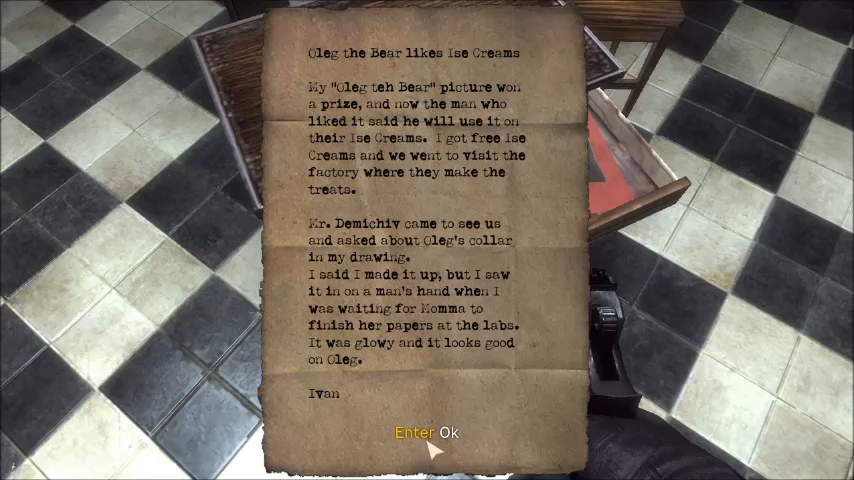 Oleg the Bear likes Ise Creams
My "Oleg teh Bear" picture won
a prize, and now the man who
liked it said he will use it on
their Ise Creams. I got free Ise
Creams and we went to visit the
factory where they make the
treats.
Mr. Demichiv came to see us
and asked about Oleg's collar
in my drawing.
I said I made it up, but I saw
it in on a man's hand when I
was waiting for Momma to
finish her papers at the labs.
It was glowy and it looks good
on Oleg.
Ivan
Enter Ok